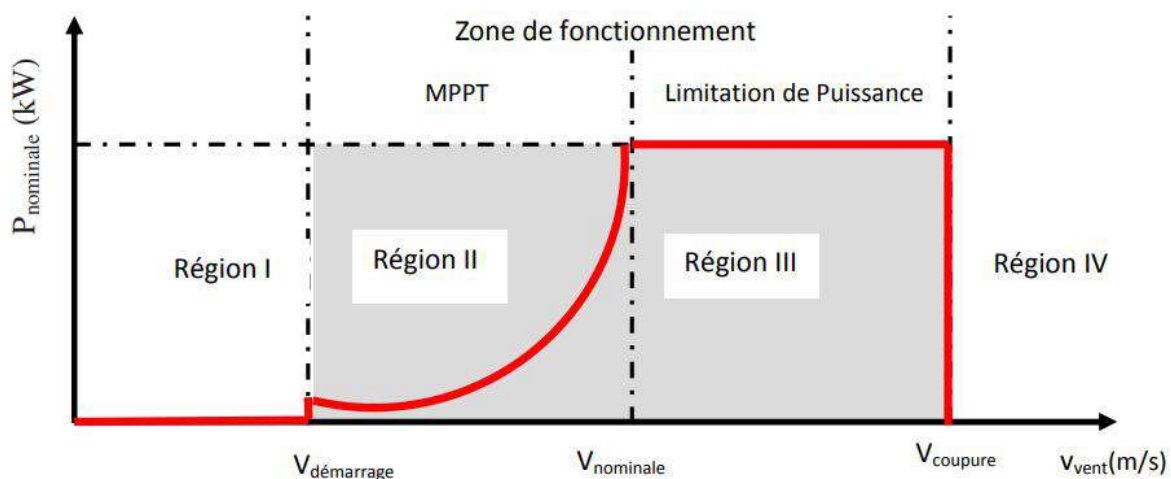 Zone de fonctionnement
MPPT
Limitation de Puissance
Pnominale (kW)
Région I
Région II
Région III
Région IV
Vdémarrage
Vnominale
Vcoupure
vvent(m/s)